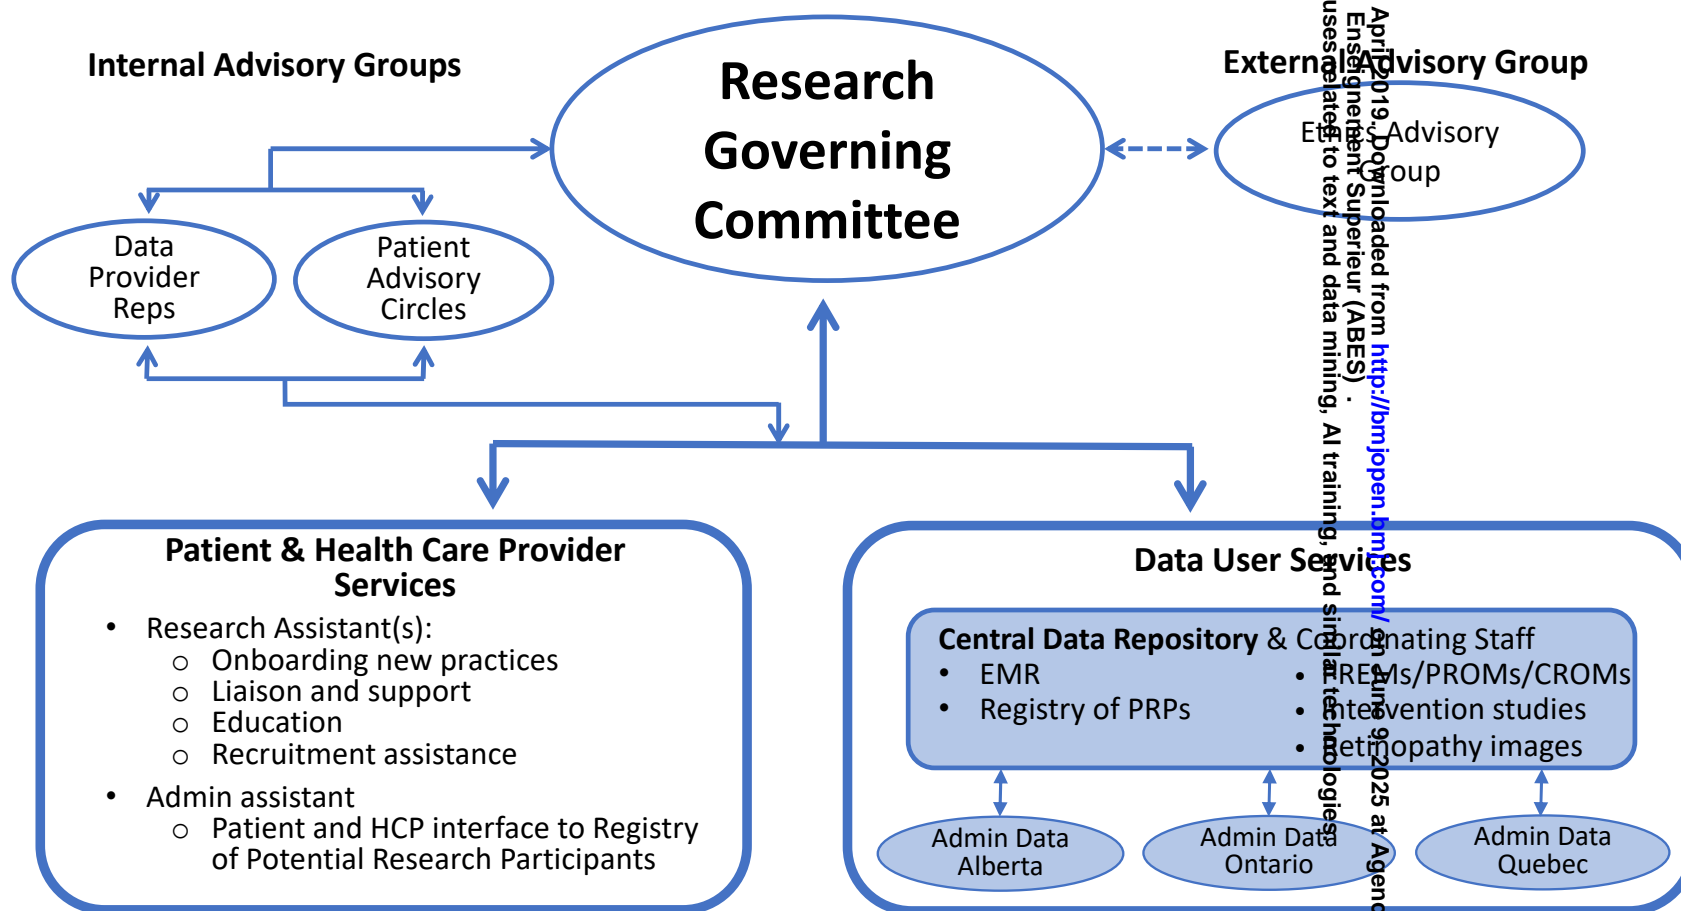 Internal Advisory Groups
Research
Governing
Committee
External Advisory Group
Ethics Advisory
Group
Data
Provider
Reps
Patient
Advisory
Circles
Patient & Health Care Provider
Services
• Research Assistant(s):
o Onboarding new practices
o Liaison and support
o Education
o Recruitment assistance
• Admin assistant
o Patient and HCP interface to Registry
of Potential Research Participants
Data User Services
Central Data Repository & Coordinating Staff
• EMR
• Registry of PRPs
• PREMs/PROMs/CROMs
• Intervention studies
• Retinopathy images
Admin Data
Alberta
Admin Data
Ontario
Admin Data
Quebec
April 2019. Downloaded from http://bmjopen.bmj.com/ on June 9, 2025 at Agenc
Enseignement Superieur (ABES) .
uses related to text and data mining, AI training, and similar technologies.